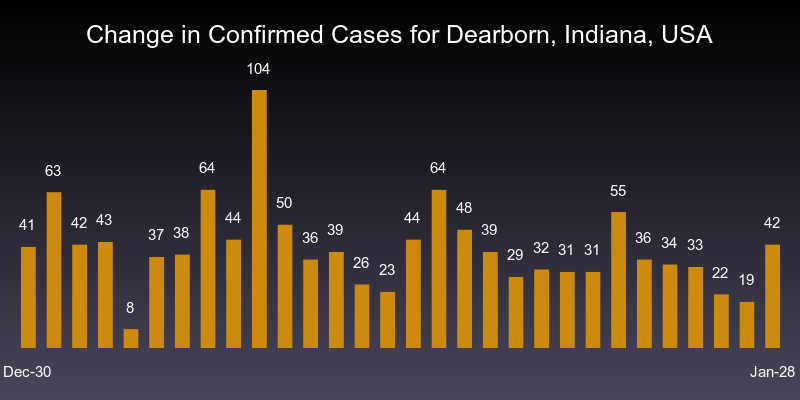 Change in Confirmed Cases for Dearborn, Indiana, USA
41 63 42 43 8 37 38 64 44 104 50 36 39 26 23 44 64 48 39 29 32 31 31 55 36 34 33 22 19 42
Dec-30 Jan-28